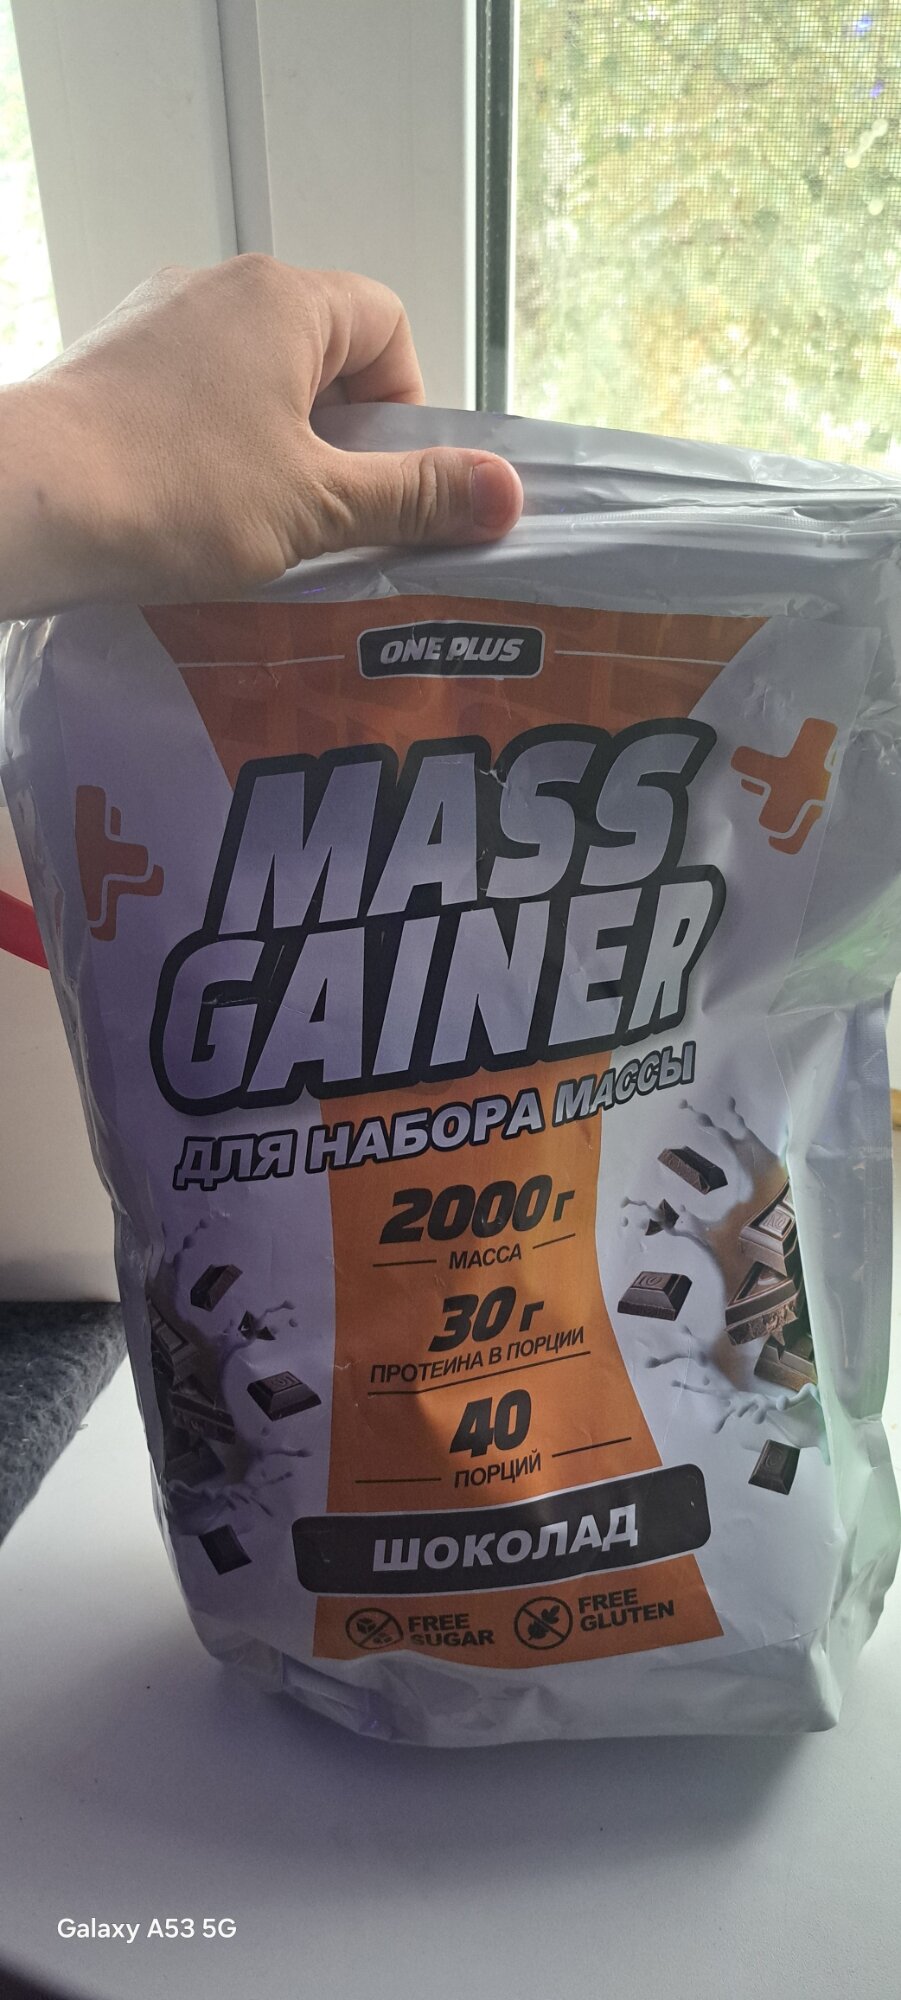 ONE PLUS
MASS
GAINER
ДЛЯ НАБОРА МАССЫ
2000 г
МАССА
30 г
ПРОТЕИНА В ПОРЦИИ
40
ПОРЦИЙ
ШОКОЛАД
FREE
SUGAR
FREE
GLUTEN
Galaxy A53 5G